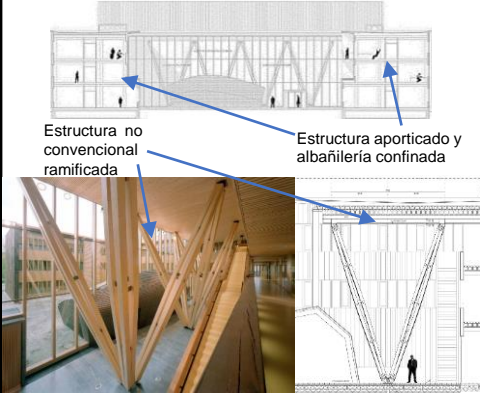 Estructura no
convencional
ramificada
Estructura aporticado y
albañilería confinada